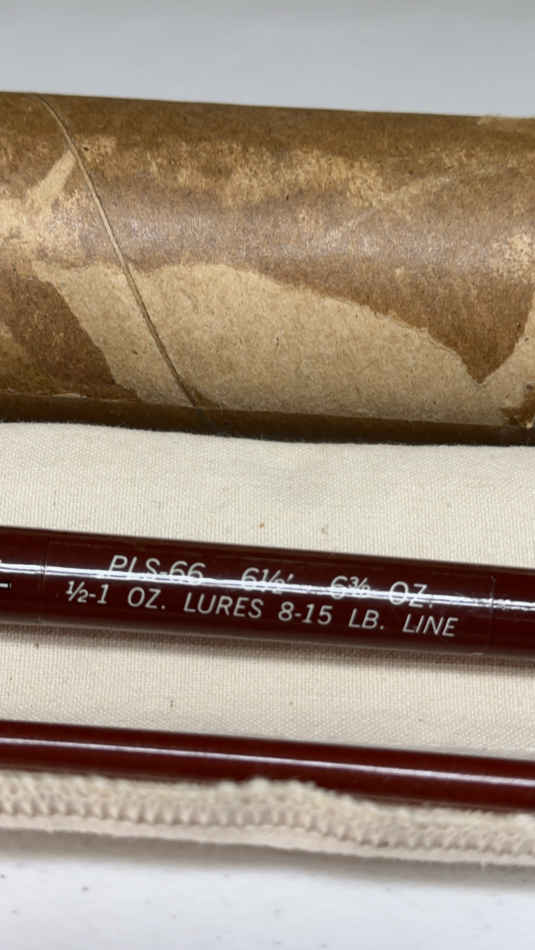 PLS-66 6½' 6⅜ OZ.
½-1 OZ. LURES 8-15 LB. LINE